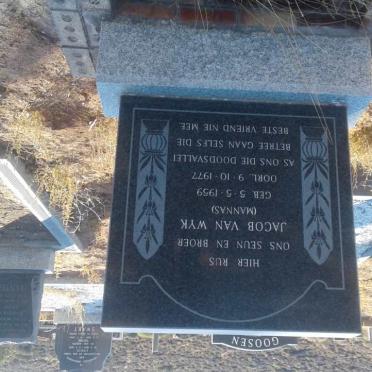 HIER RUS
ONS SEUN EN BROER
JACOB VAN WYK
(MANNAS)
GEB. 5·5·1959
OORL. 9·10·1977
AS ONS DIE DOODSVALLEI
BETREE GAAN SELFS DIE
BESTE VRIEND NIE MEE
GOOSEN
SWART